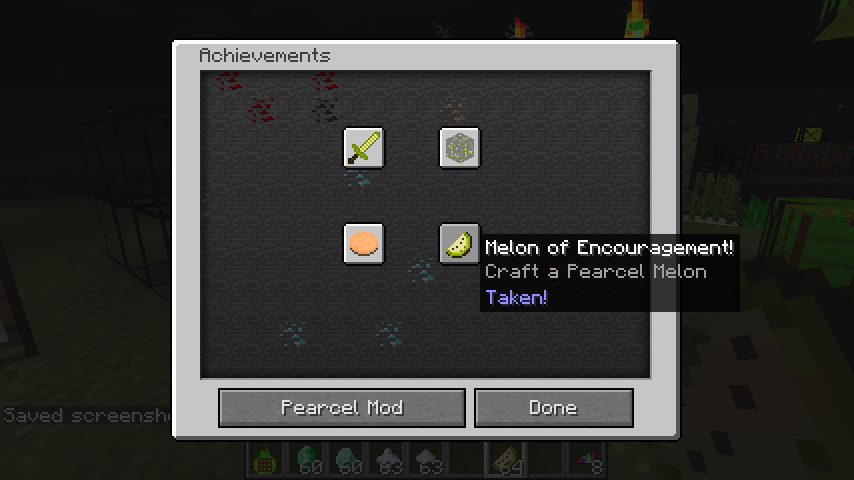 Achievements
Melon of Encouragement!
Craft a Pearcel Melon
Taken!
Pearcel Mod
Done
Saved screensh
60 60 63 63 64 8